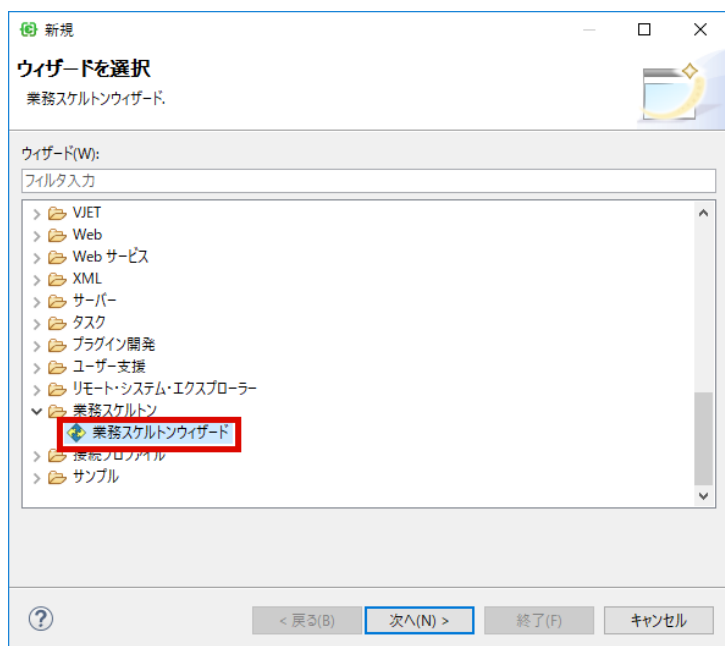 新規
ウィザードを選択
業務スケルトンウィザード.
ウィザード(W):
フィルタ入力
VJET
Web
Web サービス
XML
サーバー
タスク
プラグイン開発
ユーザー支援
リモート・システム・エクスプローラー
業務スケルトン
業務スケルトンウィザード
接続プロファイル
サンプル
< 戻る(B) 次へ(N) > 終了(F) キャンセル